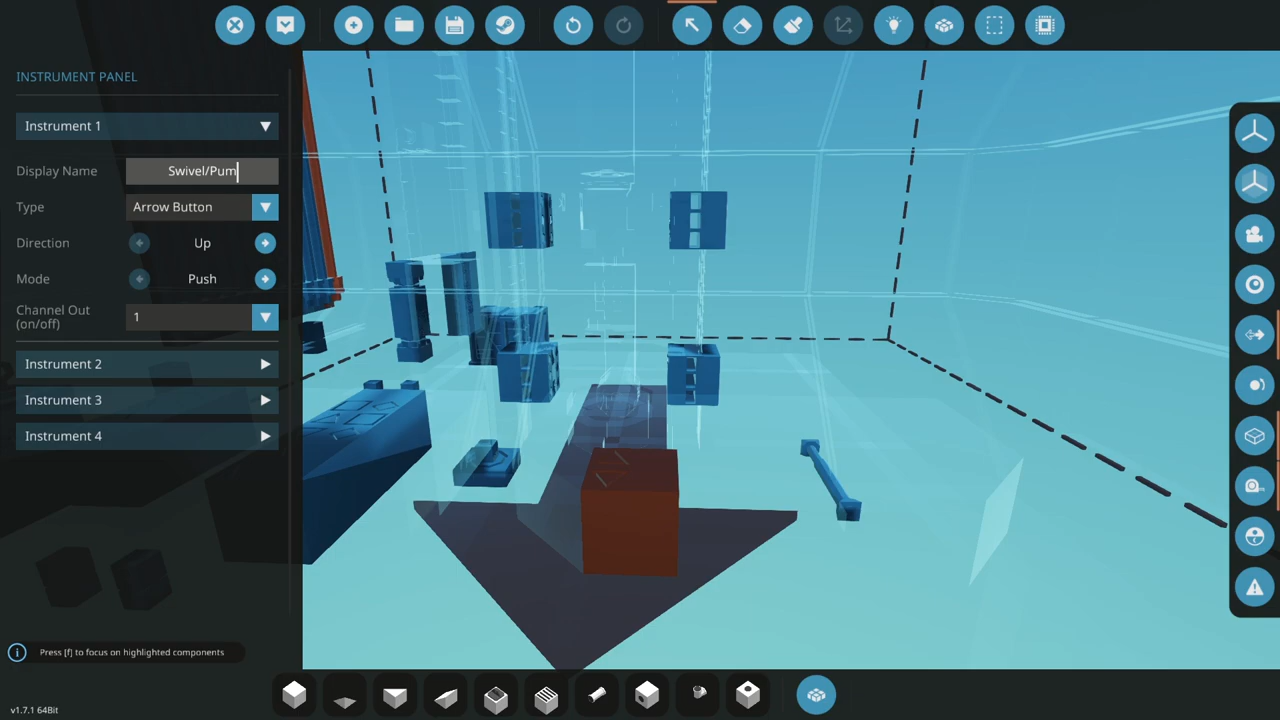 INSTRUMENT PANEL
Instrument 1
Display Name Swivel/Pum
Type Arrow Button
Direction Up
Mode Push
Channel Out
(on/off) 1
Instrument 2
Instrument 3
Instrument 4
Press [f] to focus on highlighted components
v1.7.1 64Bit